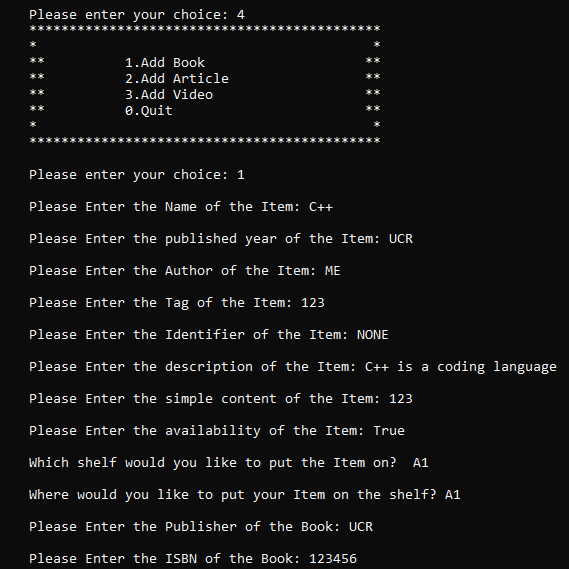 Please enter your choice: 4
********************************************
*                                          *
**          1.Add Book                    **
**          2.Add Article                 **
**          3.Add Video                   **
**          0.Quit                        **
*                                          *
********************************************
Please enter your choice: 1
Please Enter the Name of the Item: C++
Please Enter the published year of the Item: UCR
Please Enter the Author of the Item: ME
Please Enter the Tag of the Item: 123
Please Enter the Identifier of the Item: NONE
Please Enter the description of the Item: C++ is a coding language
Please Enter the simple content of the Item: 123
Please Enter the availability of the Item: True
Which shelf would you like to put the Item on?  A1
Where would you like to put your Item on the shelf? A1
Please Enter the Publisher of the Book: UCR
Please Enter the ISBN of the Book: 123456